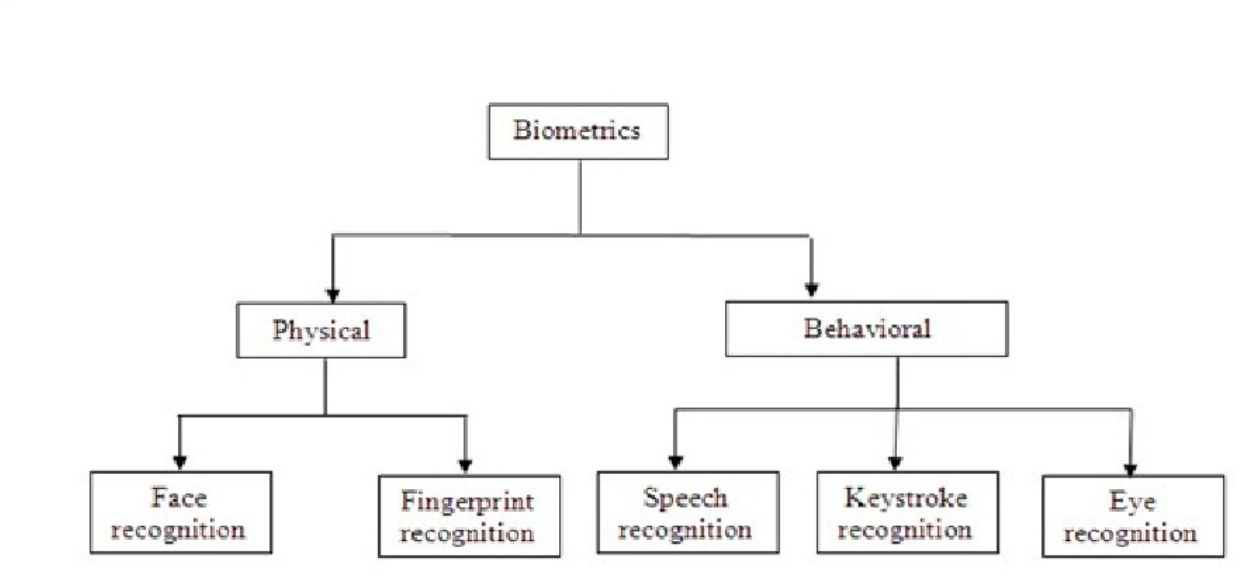 Biometrics
Physical
Behavioral
Face
recognition
Fingerprint
recognition
Speech
recognition
Keystroke
recognition
Eye
recognition